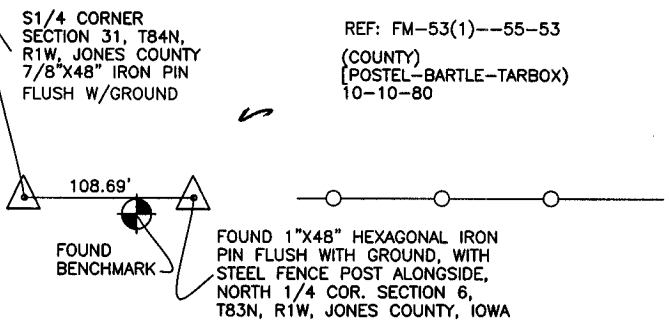 S1/4 CORNER
SECTION 31, T84N,
R1W, JONES COUNTY
7/8"X48" IRON PIN
FLUSH W/GROUND
REF: FM-53(1)--55-53
(COUNTY)
[POSTEL-BARTLE-TARBOX)
10-10-80
108.69'
FOUND
BENCHMARK
FOUND 1"X48" HEXAGONAL IRON
PIN FLUSH WITH GROUND, WITH
STEEL FENCE POST ALONGSIDE,
NORTH 1/4 COR. SECTION 6,
T83N, R1W, JONES COUNTY, IOWA